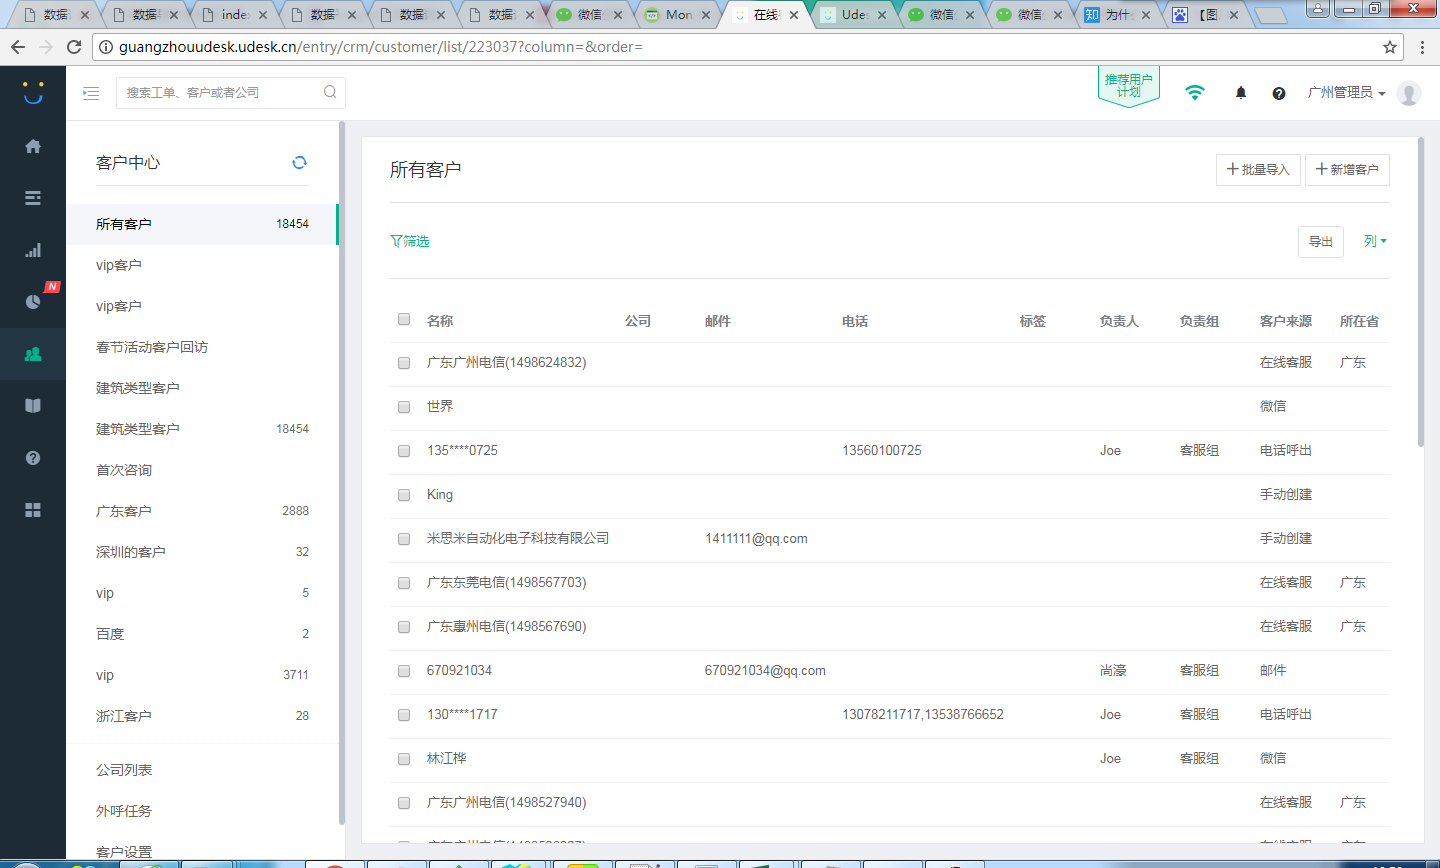 数据
数据
index
数据
数据
数据
微信
Mon
在线
Udes
微信
微信
为什
【图
guangzhouudesk.udesk.cn/entry/crm/customer/list/223037?column=&order=
搜索工单、客户或者公司
推荐用户
计划
广州管理员
N
客户中心
所有客户 18454
vip客户
vip客户
春节活动客户回访
建筑类型客户
建筑类型客户 18454
首次咨询
广东客户 2888
深圳的客户 32
vip 5
百度 2
vip 3711
浙江客户 28
公司列表
外呼任务
客户设置
所有客户
批量导入 新增客户
筛选 导出 列
名称 公司 邮件 电话 标签 负责人 负责组 客户来源 所在省
广东广州电信(1498624832) 在线客服 广东
世界 微信
135****0725 13560100725 Joe 客服组 电话呼出
King 手动创建
米思米自动化电子科技有限公司 1411111@qq.com 手动创建
广东东莞电信(1498567703) 在线客服 广东
广东惠州电信(1498567690) 在线客服 广东
670921034 670921034@qq.com 尚濠 客服组 邮件
130****1717 13078211717,13538766652 Joe 客服组 电话呼出
林江桦 Joe 客服组 微信
广东广州电信(1498527940) 在线客服 广东